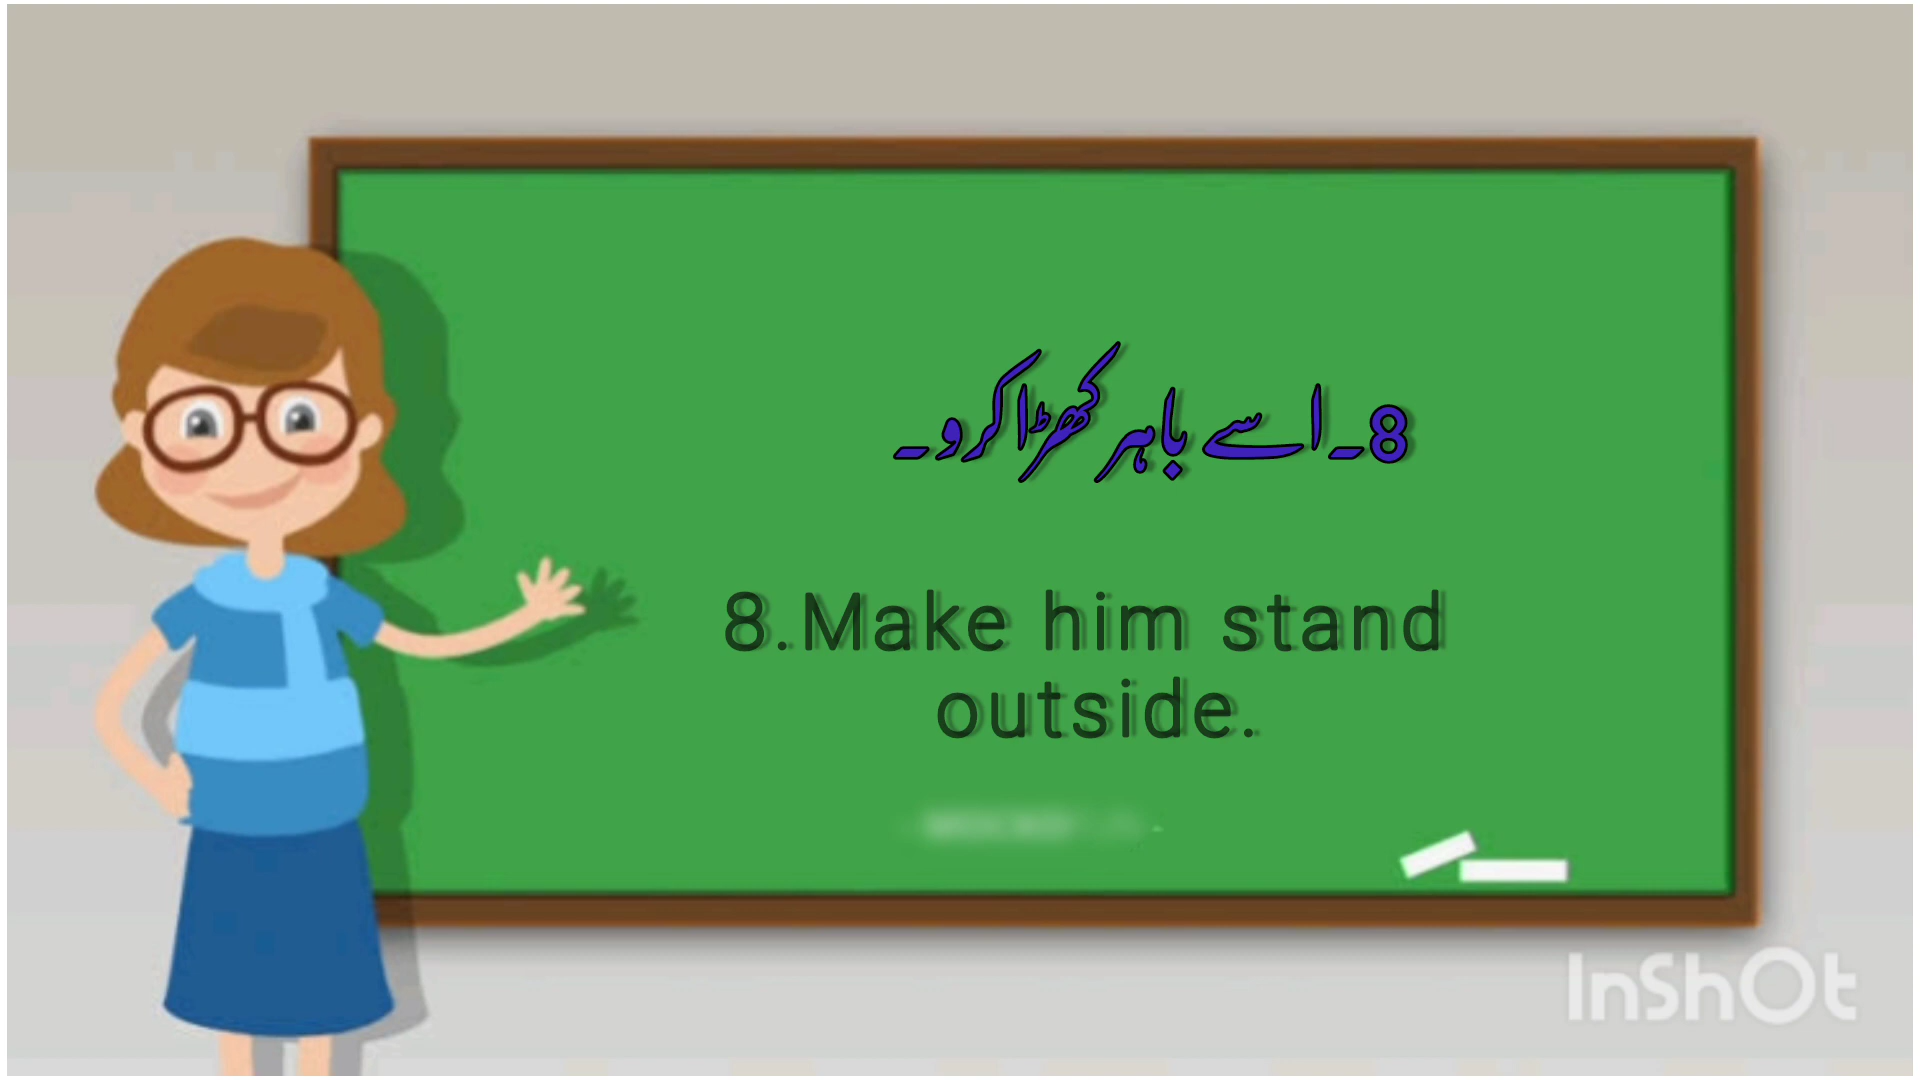 8۔اسے باہر کھڑا کرو۔
8.Make him stand
outside.
InShOt